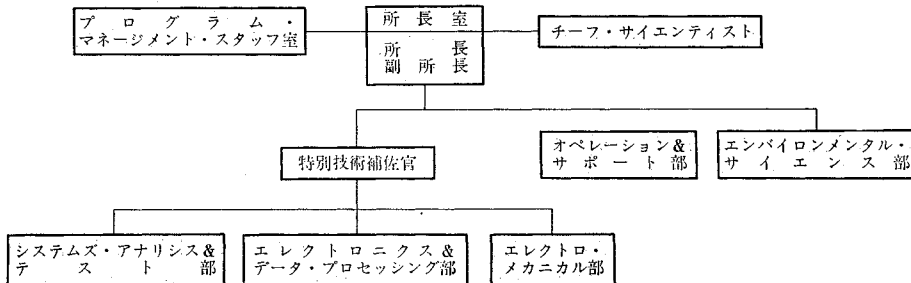 プログラム・
マネージメント・スタッフ室
所長室
所長
副所長
チーフ・サイエンティスト
特別技術補佐官
オペレーション&
サポート部
エンバイロンメンタル・
サイエンス部
システムズ・アナリシス&
テスト部
エレクトロニクス&
データ・プロセッシング部
エレクトロ・
メカニカル部